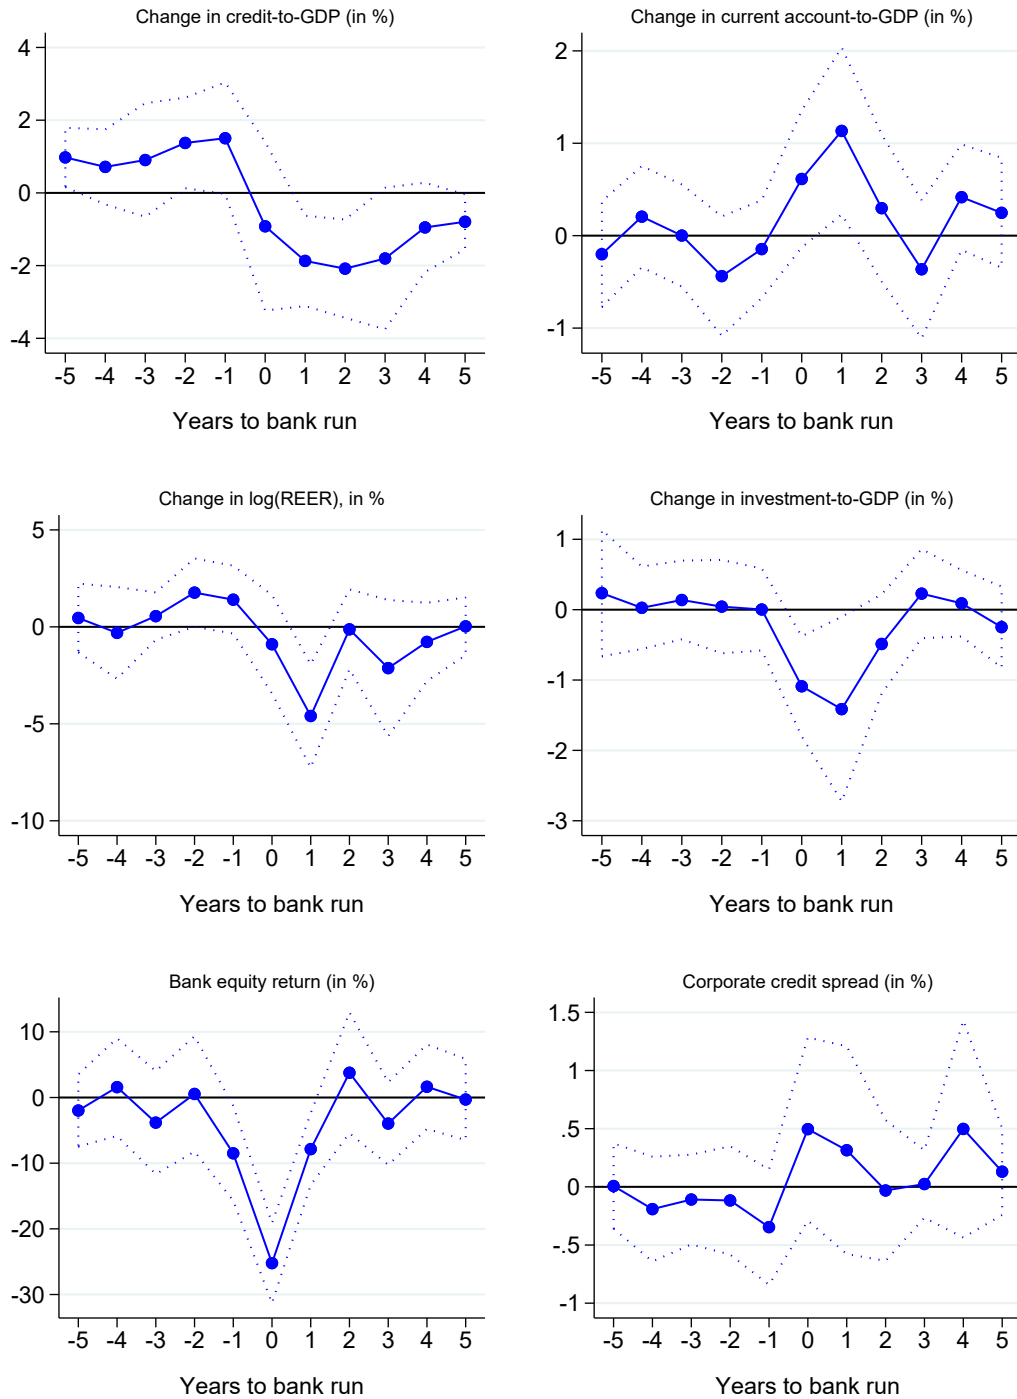 Change in credit-to-GDP (in %)
4
2
0
-2
-4
-5 -4 -3 -2 -1 0 1 2 3 4 5
Years to bank run
Change in current account-to-GDP (in %)
2
1
0
-1
-5 -4 -3 -2 -1 0 1 2 3 4 5
Years to bank run
Change in log(REER), in %
5
0
-5
-10
-5 -4 -3 -2 -1 0 1 2 3 4 5
Years to bank run
Change in investment-to-GDP (in %)
1
0
-1
-2
-3
-5 -4 -3 -2 -1 0 1 2 3 4 5
Years to bank run
Bank equity return (in %)
10
0
-10
-20
-30
-5 -4 -3 -2 -1 0 1 2 3 4 5
Years to bank run
Corporate credit spread (in %)
1.5
1
.5
0
-.5
-1
-5 -4 -3 -2 -1 0 1 2 3 4 5
Years to bank run